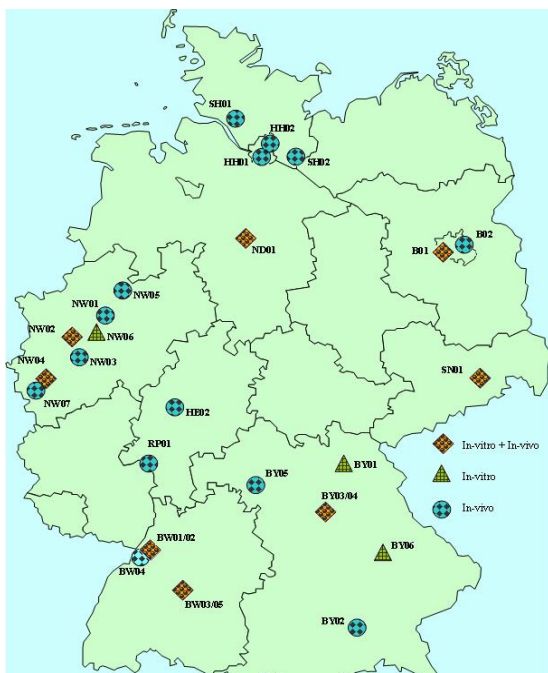 SH01
HH02
HH01
SH02
ND01
B02
B01
NW05
NW01
NW02
NW06
NW03
NW04
NW07
SN01
HE02
RP01
BY05
BY01
BY03/04
BW01/02
BW04
BY06
BW03/05
BY02
In-vitro + In-vivo
In-vitro
In-vivo